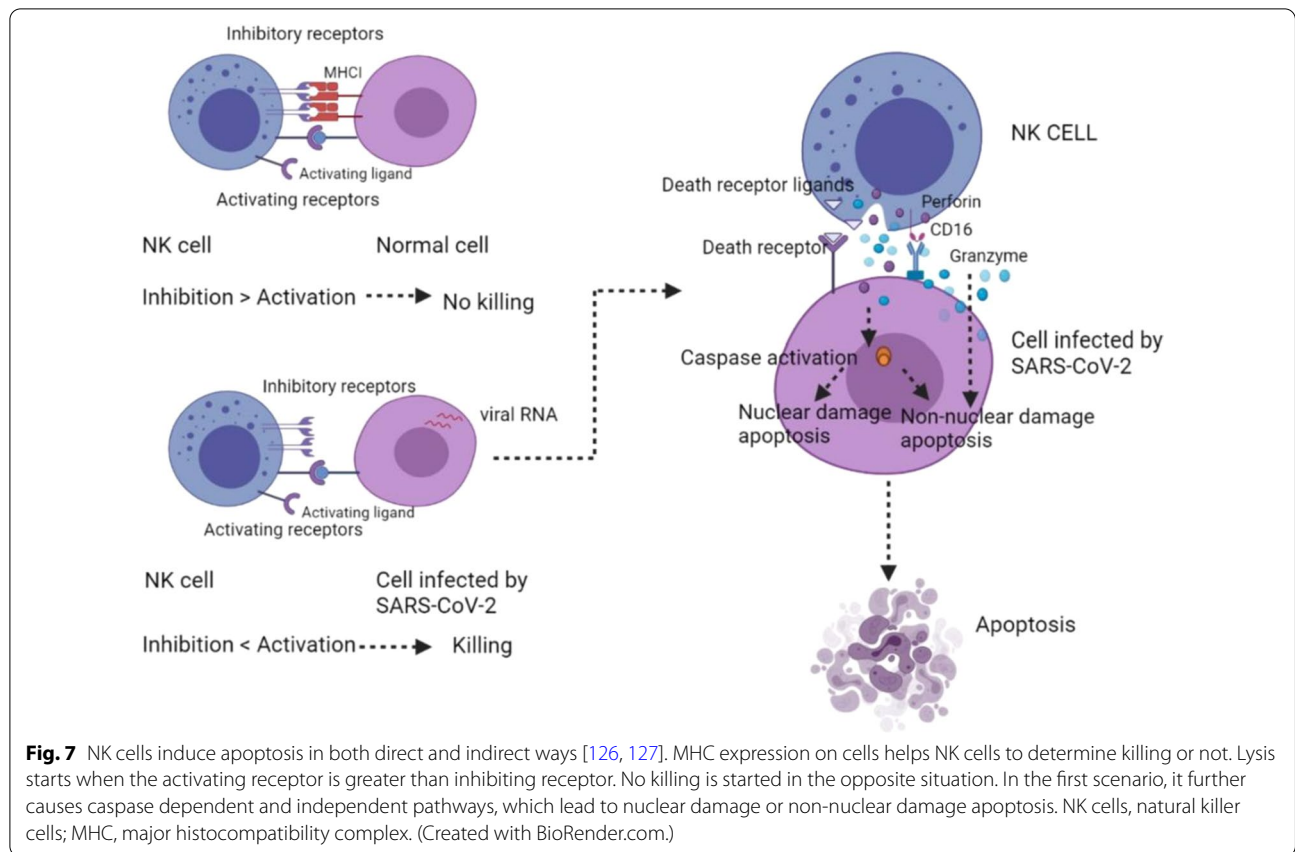 Inhibitory receptors
MHCI
Activating ligand
Activating receptors
NK cell
Normal cell
Inhibition > Activation
No killing
Inhibitory receptors
viral RNA
Activating ligand
Activating receptors
NK cell
Cell infected by
SARS-CoV-2
Inhibition < Activation
Killing
NK CELL
Death receptor ligands
Perforin
CD16
Death receptor
Granzyme
Cell infected by
SARS-CoV-2
Caspase activation
Nuclear damage
apoptosis
Non-nuclear damage
apoptosis
Apoptosis
Fig. 7 NK cells induce apoptosis in both direct and indirect ways [126, 127]. MHC expression on cells helps NK cells to determine killing or not. Lysis
starts when the activating receptor is greater than inhibiting receptor. No killing is started in the opposite situation. In the first scenario, it further
causes caspase dependent and independent pathways, which lead to nuclear damage or non-nuclear damage apoptosis. NK cells, natural killer
cells; MHC, major histocompatibility complex. (Created with BioRender.com.)